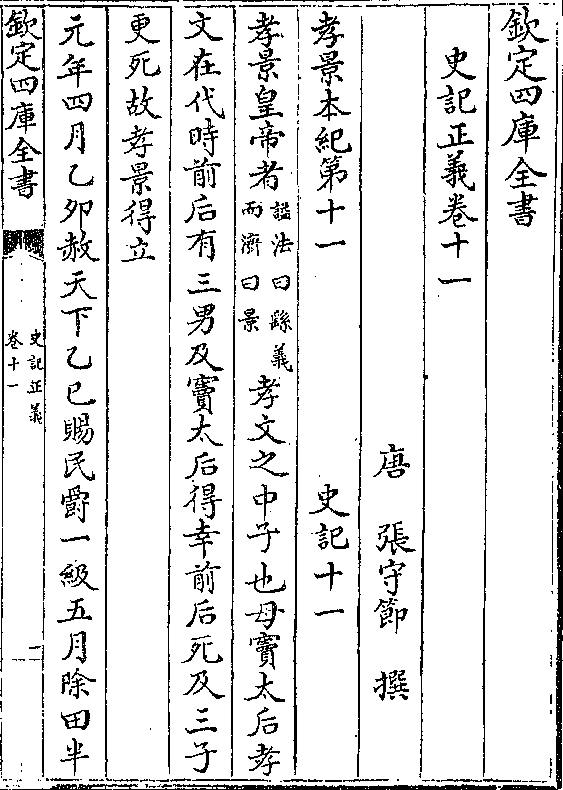 欽定四庫全書
史記正義卷十一
唐 張守節 撰
孝景本紀第十一 史記十一
孝景皇帝者諡法曰繇義而濟曰景孝文之中子也母竇太后孝
文在代時前后有三男及竇太后得幸前后死及三子
更死故孝景得立
元年四月乙卯赦天下乙巳賜民爵一級五月除田半
欽定四庫全書 史記正義卷十一 一